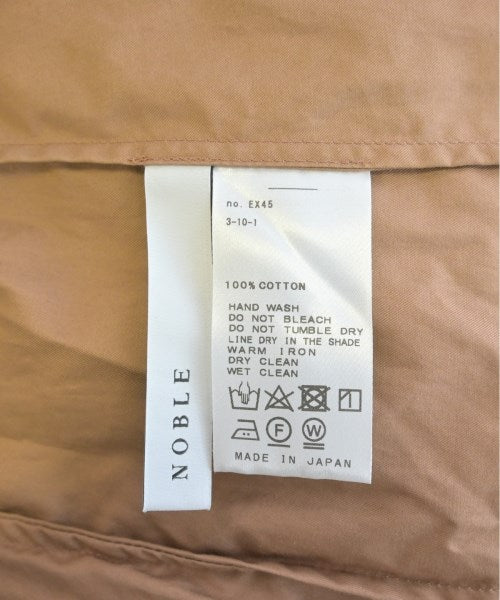 no. EX45
3-10-1
100% COTTON
HAND WASH
DO NOT BLEACH
DO NOT TUMBLE DRY
LINE DRY IN THE SHADE
WARM IRON
DRY CLEAN
WET CLEAN
F
W
MADE IN JAPAN
NOBLE